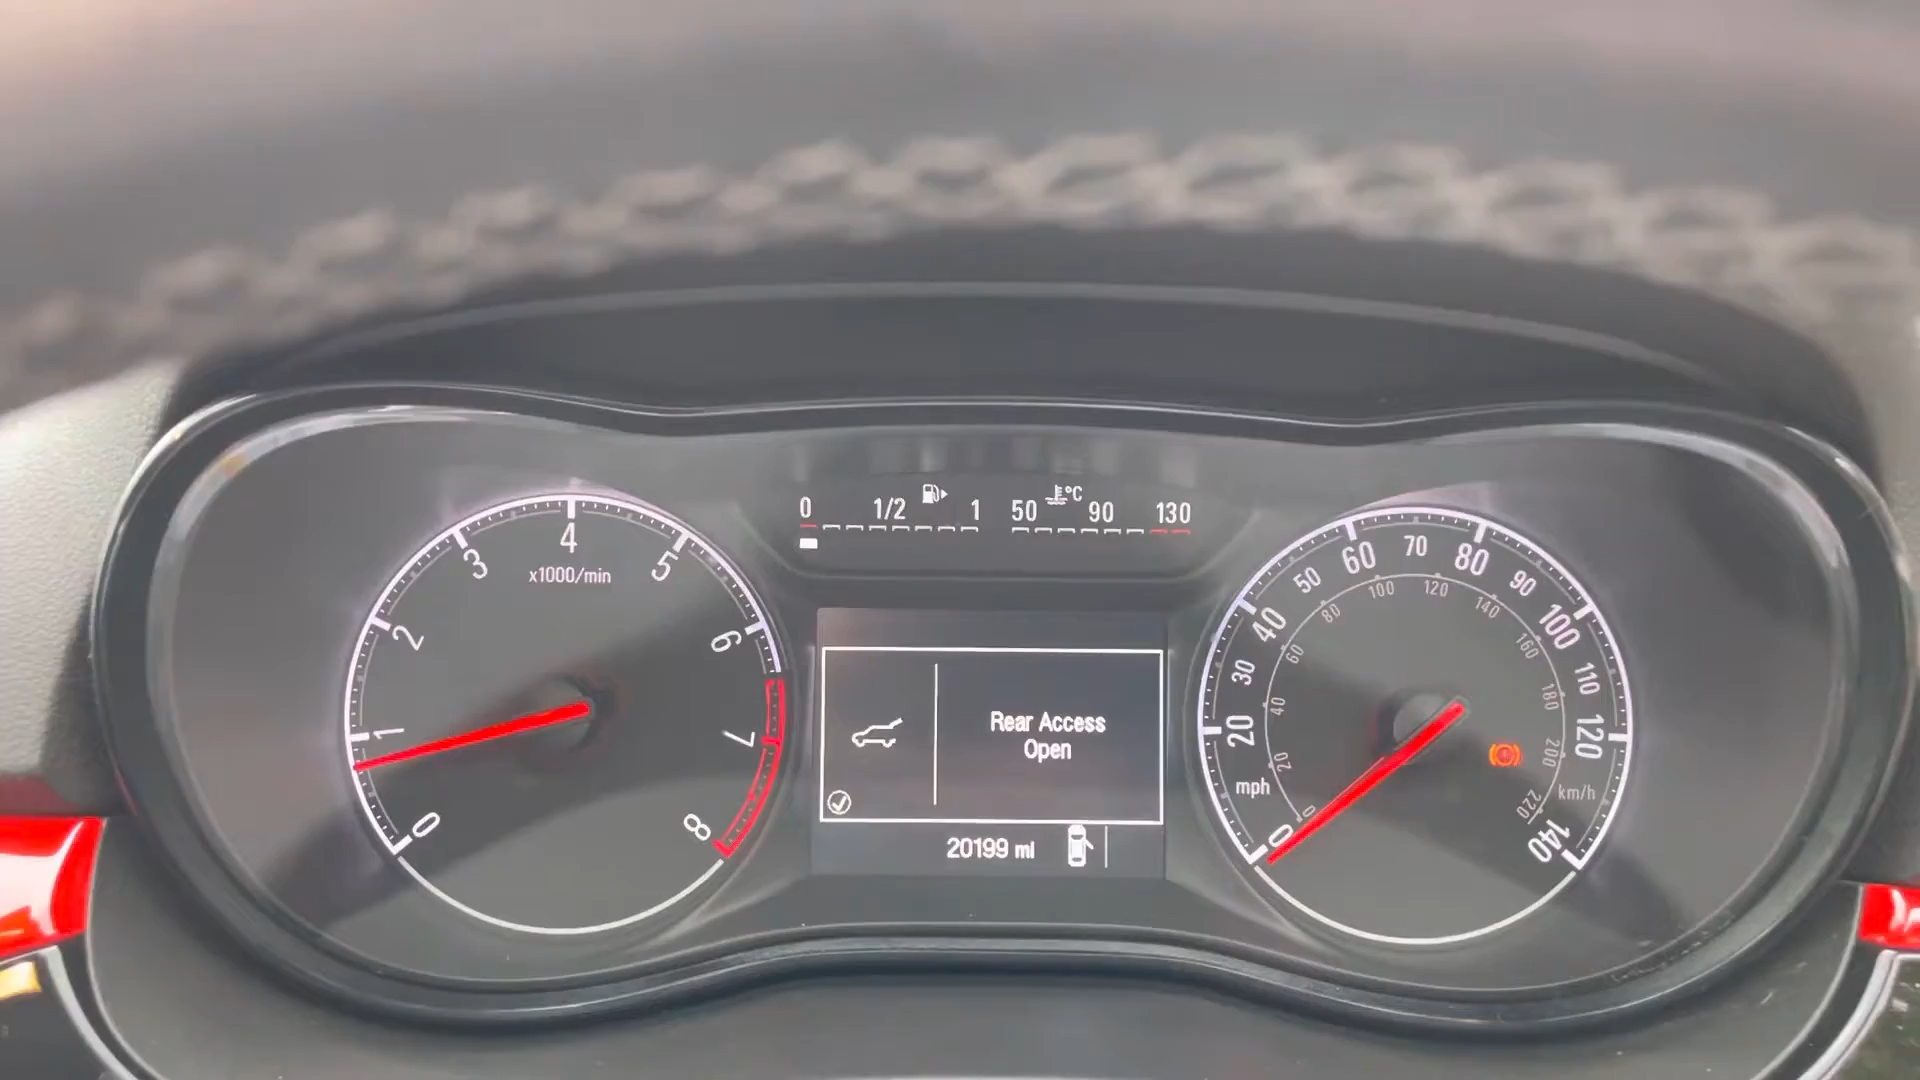 0 1/2 1 50 °C 90 130
0 1 2 3 4 5 6 7 8
x1000/min
Rear Access
Open
20199 mi
0 20 30 40 50 60 70 80 90 100 110 120 140
mph
0 20 40 60 80 100 120 140 160 180 200 220
km/h